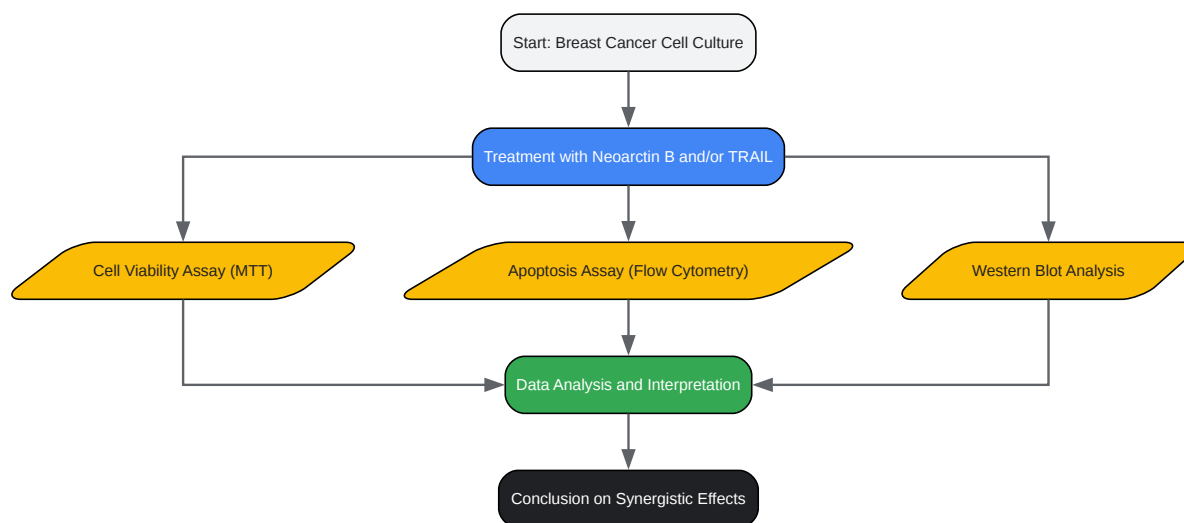 Start: Breast Cancer Cell Culture
Treatment with Neoarctin B and/or TRAIL
Cell Viability Assay (MTT)
Apoptosis Assay (Flow Cytometry)
Western Blot Analysis
Data Analysis and Interpretation
Conclusion on Synergistic Effects